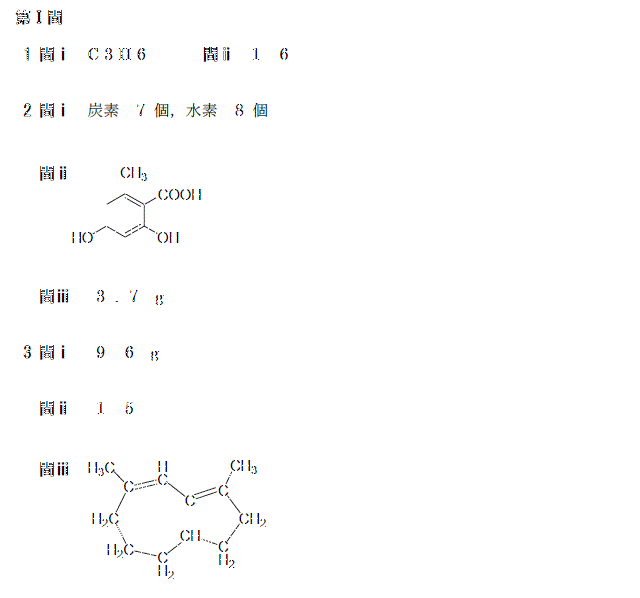 第Ⅰ問
1 問ⅰ C3H6 問ⅱ 1 6
2 問ⅰ 炭素 7 個, 水素 8 個
問ⅱ CH3
COOH
HO OH
問ⅲ 3 . 7 g
3 問ⅰ 9 6 g
問ⅱ 1 5
問ⅲ H3C H CH3
C C
C C
C
H2C CH2
CH
H2C C
C H2
H2